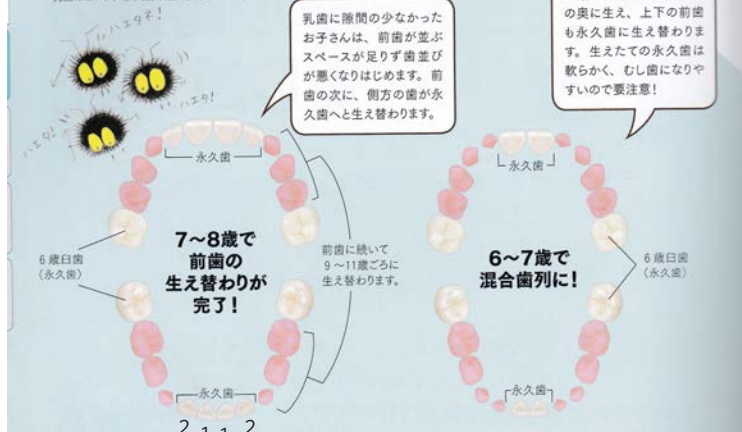 ハエタネ!
ハエタ!
ハエタ!
乳歯に隙間の少なかった
お子さんは、前歯が並ぶ
スペースが足りず歯並び
が悪くなりはじめます。前
歯の次に、側方の歯が永
久歯へと生え替わります。
の奥に生え、上下の前歯
も永久歯に生え替わりま
す。生えたての永久歯は
軟らかく、むし歯になりや
すいので要注意!
永久歯
6歳臼歯
(永久歯)
7〜8歳で
前歯の
生え替わりが
完了!
前歯に続いて
9〜11歳ごろに
生え替わります。
永久歯
2 1 1 2
永久歯
6〜7歳で
混合歯列に!
6歳臼歯
(永久歯)
永久歯